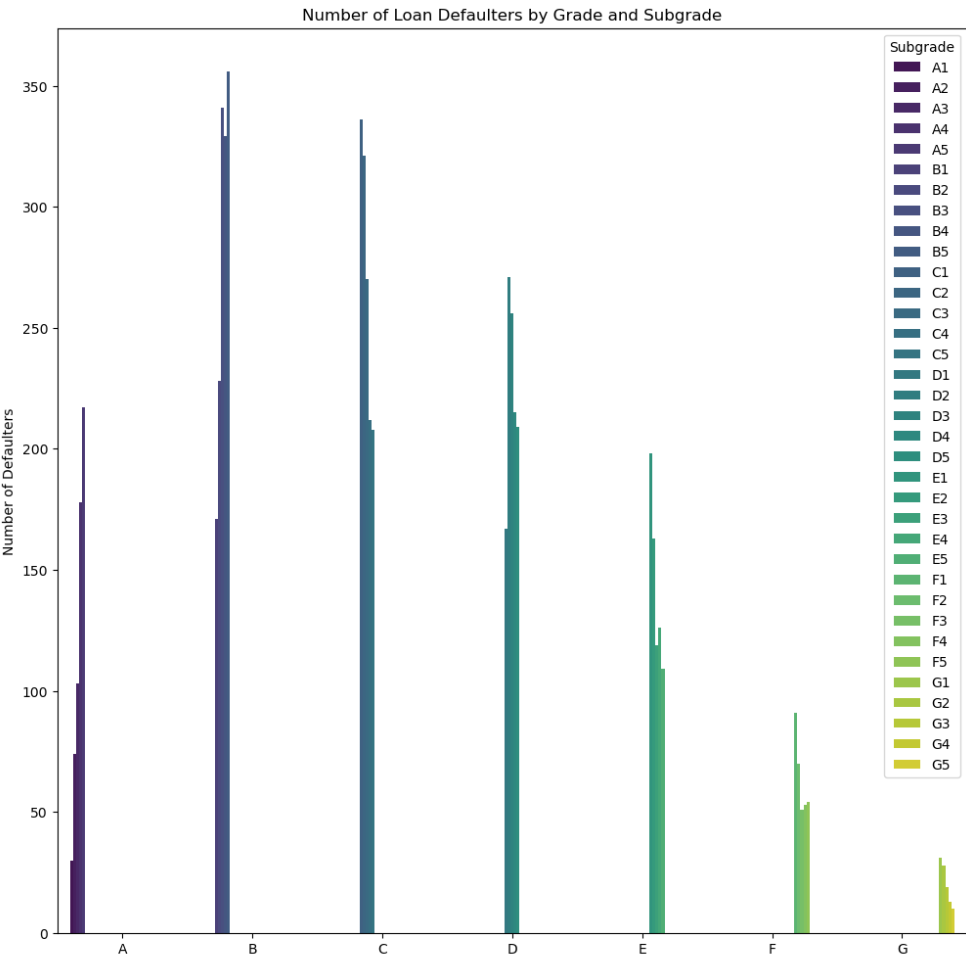 Number of Loan Defaulters by Grade and Subgrade
Number of Defaulters
350
300
250
200
150
100
50
0
A
B
C
D
E
F
G
Subgrade
A1
A2
A3
A4
A5
B1
B2
B3
B4
B5
C1
C2
C3
C4
C5
D1
D2
D3
D4
D5
E1
E2
E3
E4
E5
F1
F2
F3
F4
F5
G1
G2
G3
G4
G5